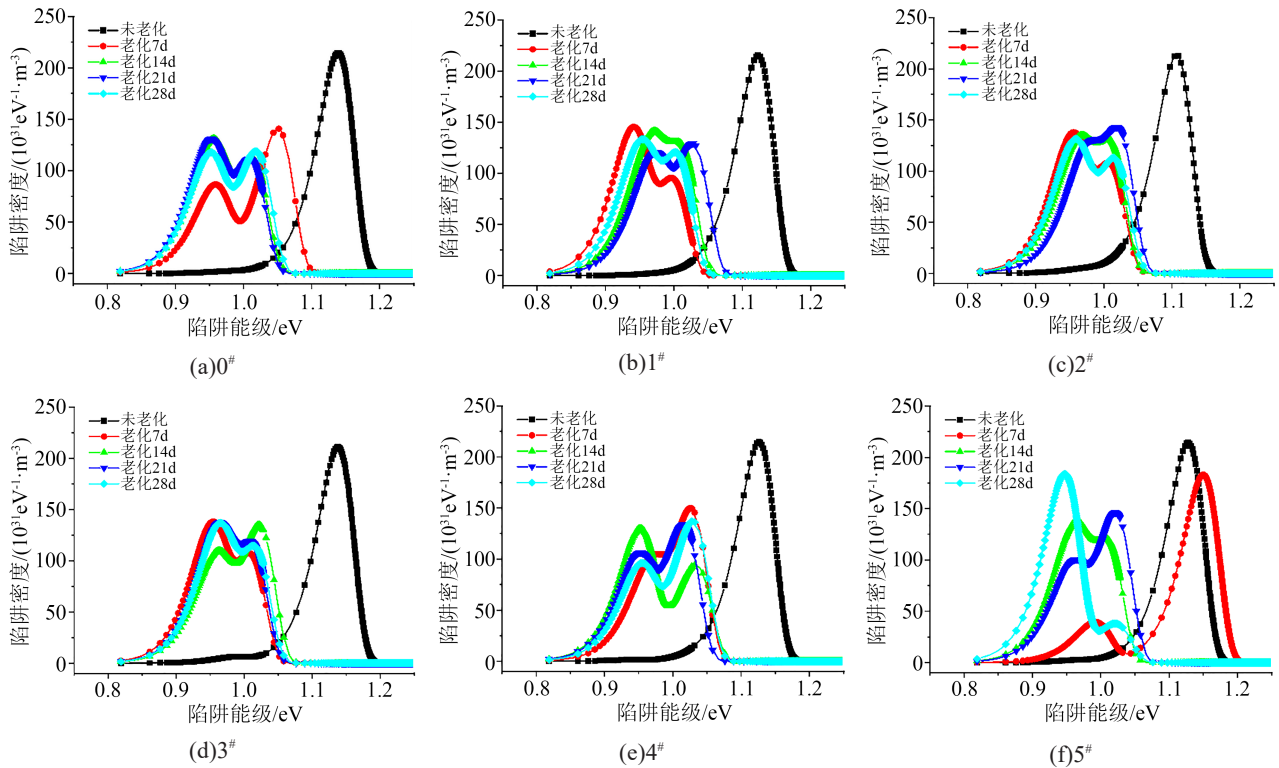 陷阱密度/(10³¹eV⁻¹·m⁻³)
250
200
150
100
50
0
未老化
老化7d
老化14d
老化21d
老化28d
0.8 0.9 1.0 1.1 1.2
陷阱能级/eV
(a)0#
陷阱密度/(10³¹eV⁻¹·m⁻³)
250
200
150
100
50
0
未老化
老化7d
老化14d
老化21d
老化28d
0.8 0.9 1.0 1.1 1.2
陷阱能级/eV
(b)1#
陷阱密度/(10³¹eV⁻¹·m⁻³)
250
200
150
100
50
0
未老化
老化7d
老化14d
老化21d
老化28d
0.8 0.9 1.0 1.1 1.2
陷阱能级/eV
(c)2#
陷阱密度/(10³¹eV⁻¹·m⁻³)
250
200
150
100
50
0
未老化
老化7d
老化14d
老化21d
老化28d
0.8 0.9 1.0 1.1 1.2
陷阱能级/eV
(d)3#
陷阱密度/(10³¹eV⁻¹·m⁻³)
250
200
150
100
50
0
未老化
老化7d
老化14d
老化21d
老化28d
0.8 0.9 1.0 1.1 1.2
陷阱能级/eV
(e)4#
陷阱密度/(10³¹eV⁻¹·m⁻³)
250
200
150
100
50
0
未老化
老化7d
老化14d
老化21d
老化28d
0.8 0.9 1.0 1.1 1.2
陷阱能级/eV
(f)5#